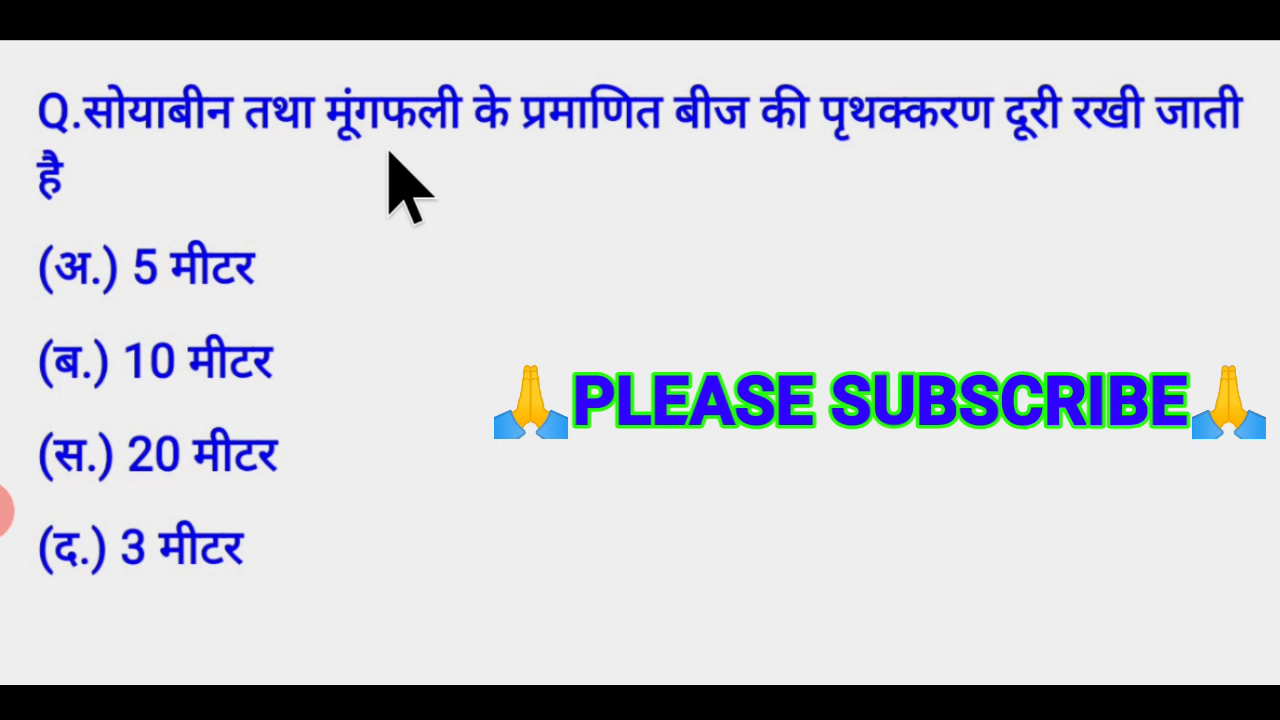 Q.सोयाबीन तथा मूंगफली के प्रमाणित बीज की पृथक्करण दूरी रखी जाती
है
(अ.) 5 मीटर
(ब.) 10 मीटर
🙏PLEASE SUBSCRIBE🙏
(स.) 20 मीटर
(द.) 3 मीटर